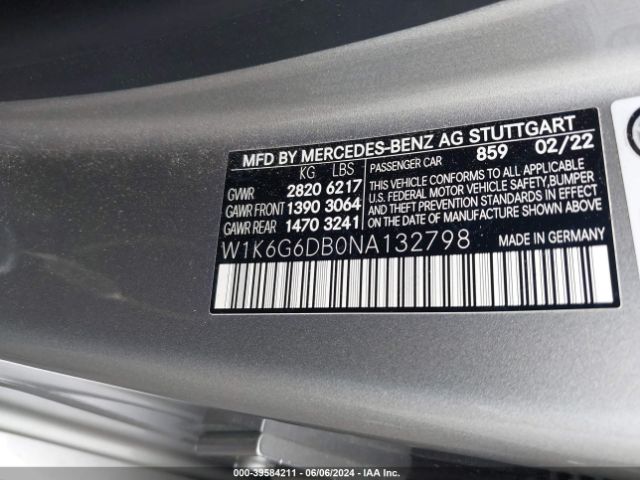 MFD BY MERCEDES-BENZ AG STUTTGART
KG LBS
GVWR 2820 6217
GAWR FRONT 1390 3064
GAWR REAR 1470 3241
PASSENGER CAR 859 02/22
THIS VEHICLE CONFORMS TO ALL APPLICABLE
U.S. FEDERAL MOTOR VEHICLE SAFETY,BUMPER,
AND THEFT PREVENTION STANDARDS IN EFFECT
ON THE DATE OF MANUFACTURE SHOWN ABOVE.
W1K6G6DB0NA132798 MADE IN GERMANY
000-39584211 - 06/06/2024 - IAA Inc.